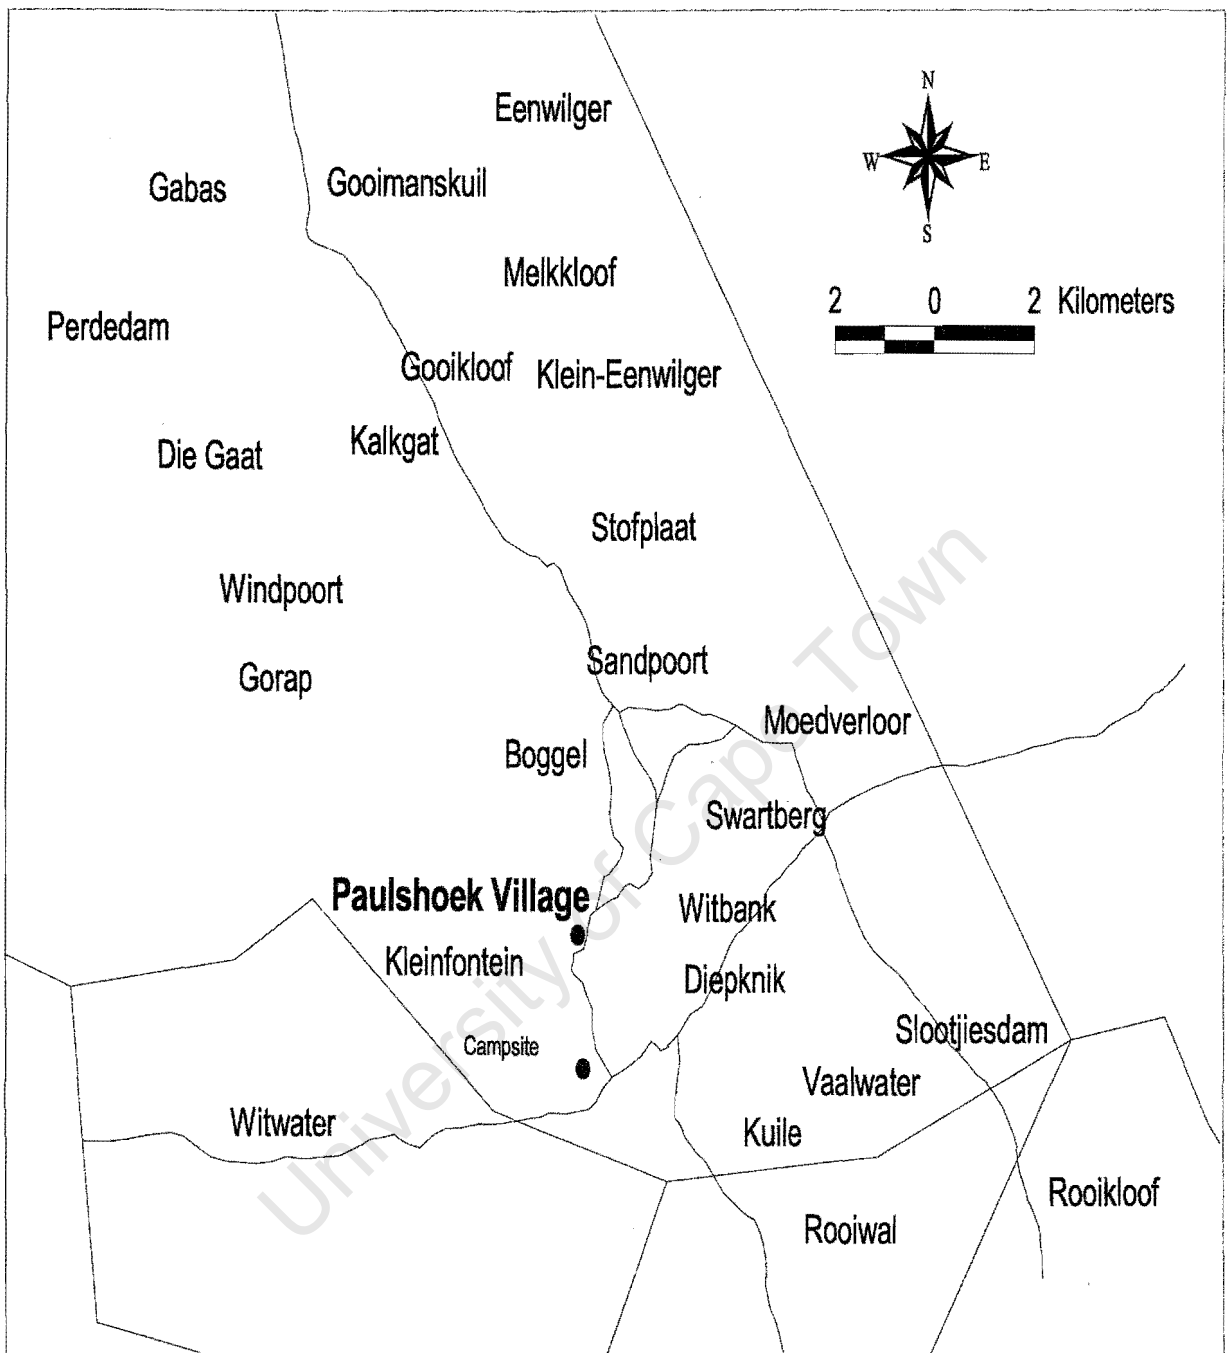 N
Eenwilger
W
E
Gabas
Gooimanskuil
S
Melkkloof
2 0 2 Kilometers
Perdedam
Gooikloof
Klein-Eenwilger
Kalkgat
Die Gaat
Stofplaat
Windpoort
Sandpoort
Gorap
Moedverloor
Boggel
Swartberg
Paulshoek Village
Witbank
Kleinfontein
Diepknik
Slootjiesdam
Campsite
Vaalwater
Witwater
Kuile
Rooikloof
Rooiwal
University of Cape Town